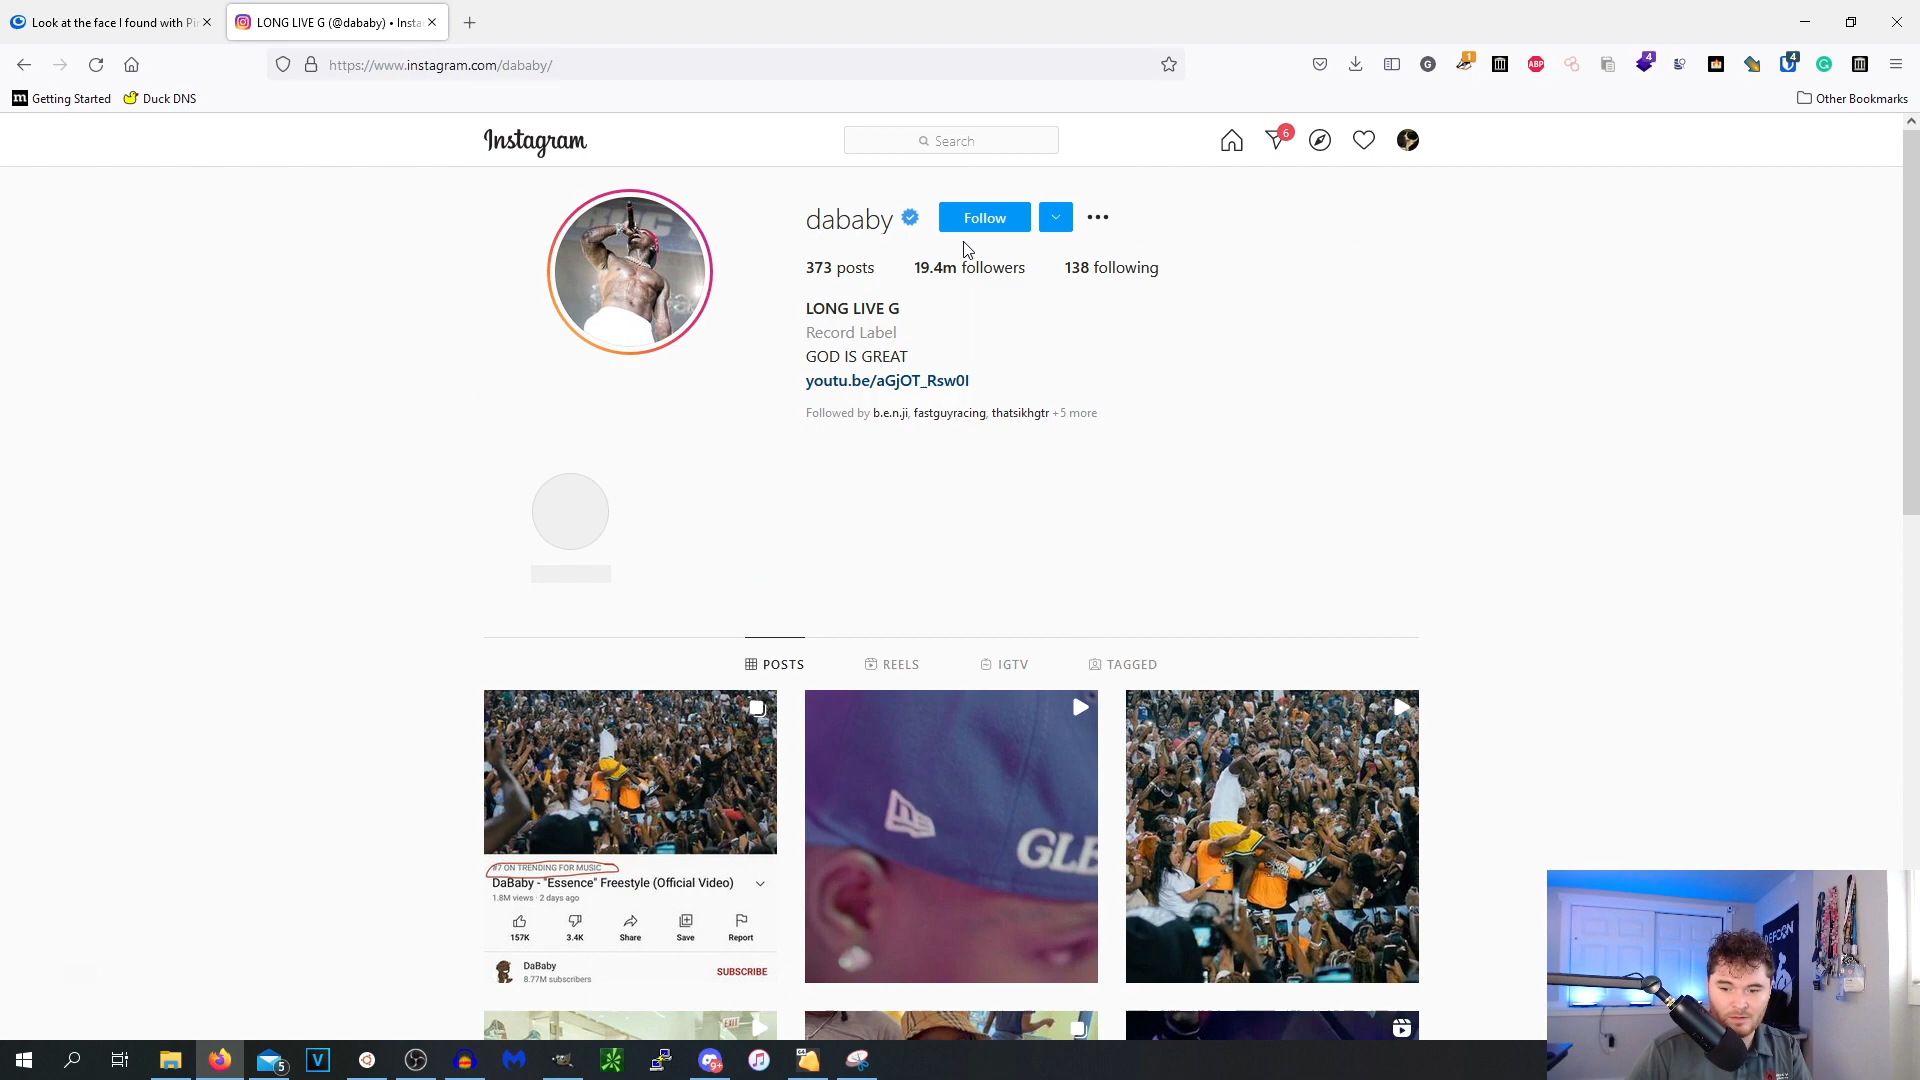 Look at the face I found with Pi
LONG LIVE G (@dababy) • Insta
https://www.instagram.com/dababy/
Getting Started
Duck DNS
Other Bookmarks
Instagram
Search
6
dababy
Follow
373 posts
19.4m followers
138 following
LONG LIVE G
Record Label
GOD IS GREAT
youtu.be/aGjOT_Rsw0I
Followed by b.e.n.ji, fastguyracing, thatsikhgtr +5 more
POSTS
REELS
IGTV
TAGGED
#7 ON TRENDING FOR MUSIC
DaBaby - "Essence" Freestyle (Official Video)
1.8M views · 2 days ago
157K
3.4K
Share
Save
Report
DaBaby
8.77M subscribers
SUBSCRIBE
GLE
EXIT
DEFCON